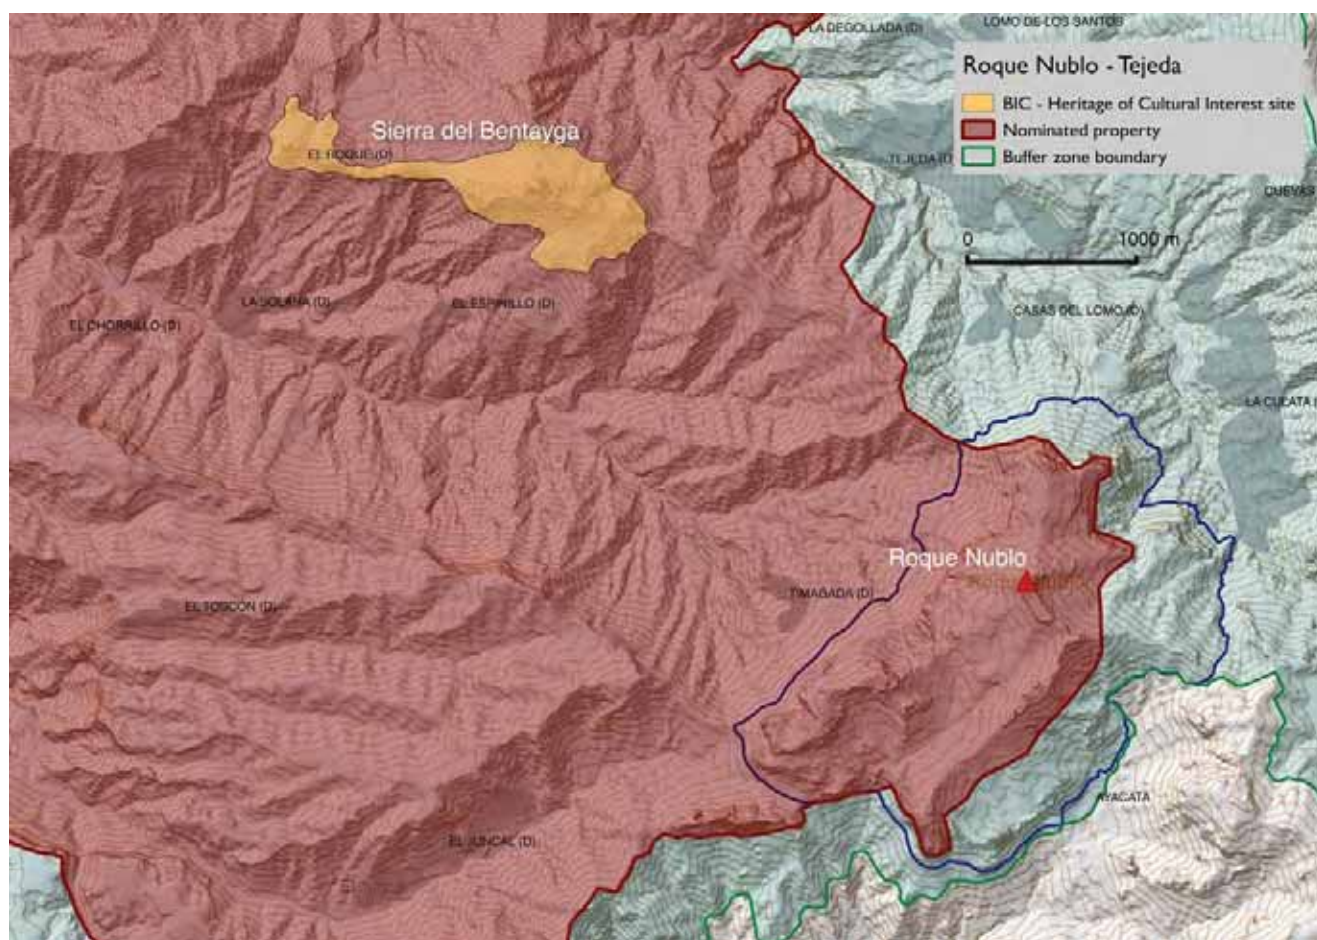 LA DEGOLLADA (D)
LOMO DE LOS SANTOS
Roque Nublo - Tejeda
BIC - Heritage of Cultural Interest site
Nominated property
Buffer zone boundary
Sierra del Bentayga
EL ROQUE (D)
TEJEDA (D)
CUEVAS
0 1000 m
LA SOLANA (D)
EL ESPINILLO (D)
EL CHORRILLO (D)
CASAS DEL LOMO (D)
LA CULATA (
Roque Nublo
TIMAGADA (D)
EL TOSCÓN (D)
AYACATA
EL JUNCAL (D)